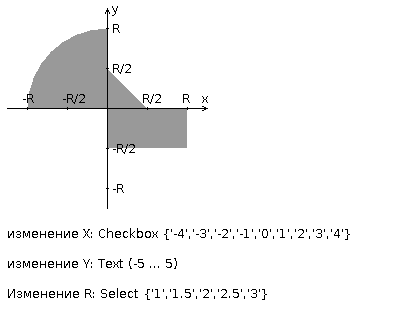 y
R
R/2
-R -R/2 R/2 R x
-R/2
-R
изменение X: Checkbox {'-4','-3','-2','-1','0','1','2','3','4'}
изменение Y: Text (-5 ... 5)
Изменение R: Select {'1','1.5','2','2.5','3'}